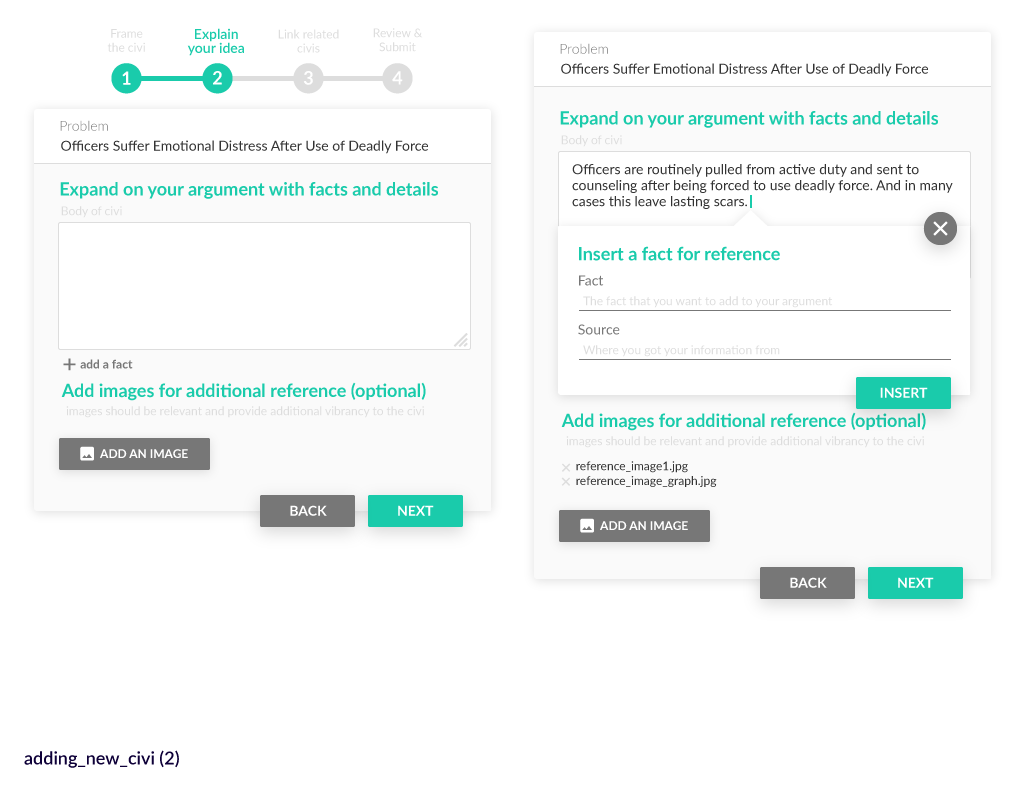 Frame
the civi
Explain
your idea
Link related
civis
Review &
Submit
1
2
3
4
Problem
Officers Suffer Emotional Distress After Use of Deadly Force
Expand on your argument with facts and details
Body of civi
add a fact
Add images for additional reference (optional)
images should be relevant and provide additional vibrancy to the civi
ADD AN IMAGE
BACK
NEXT
Problem
Officers Suffer Emotional Distress After Use of Deadly Force
Expand on your argument with facts and details
Body of civi
Officers are routinely pulled from active duty and sent to
counseling after being forced to use deadly force. And in many
cases this leave lasting scars.
Insert a fact for reference
Fact
The fact that you want to add to your argument
Source
Where you got your information from
INSERT
Add images for additional reference (optional)
images should be relevant and provide additional vibrancy to the civi
reference_image1.jpg
reference_image_graph.jpg
ADD AN IMAGE
BACK
NEXT
adding_new_civi (2)